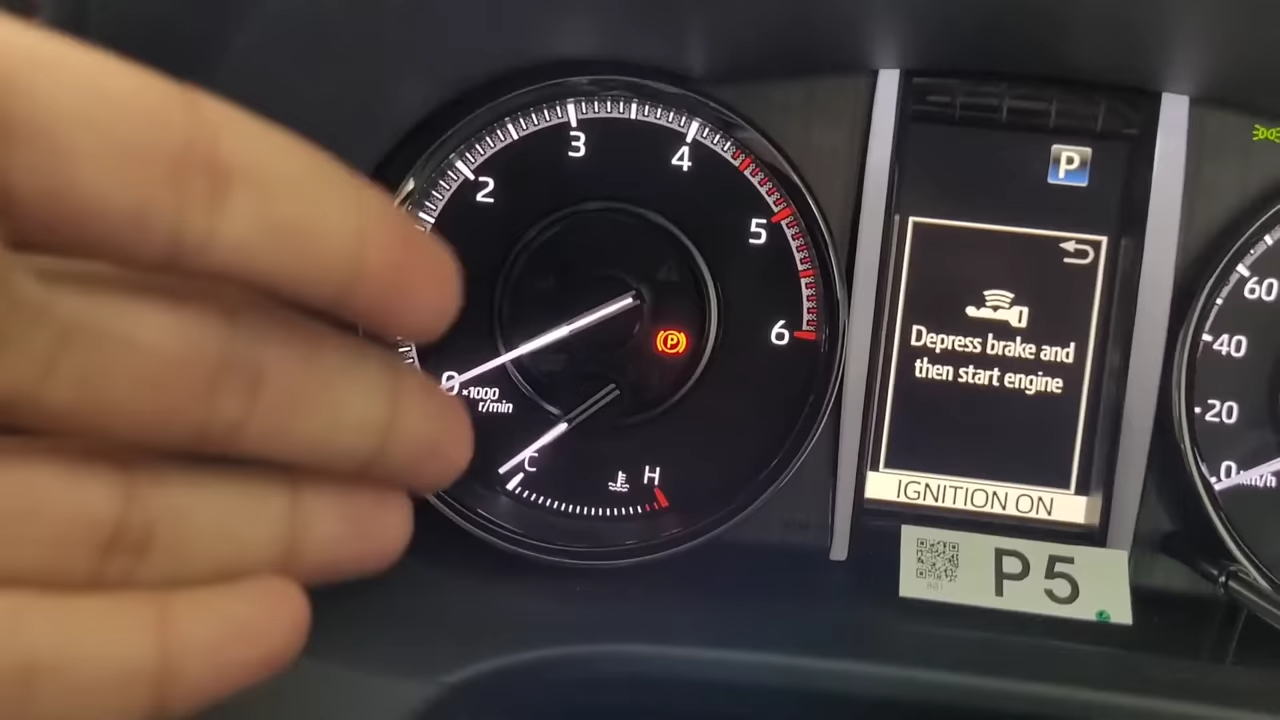 2
3
4
5
6
0
×1000
r/min
C
H
P
P
Depress brake and
then start engine
IGNITION ON
P5
60
40
20
0
km/h